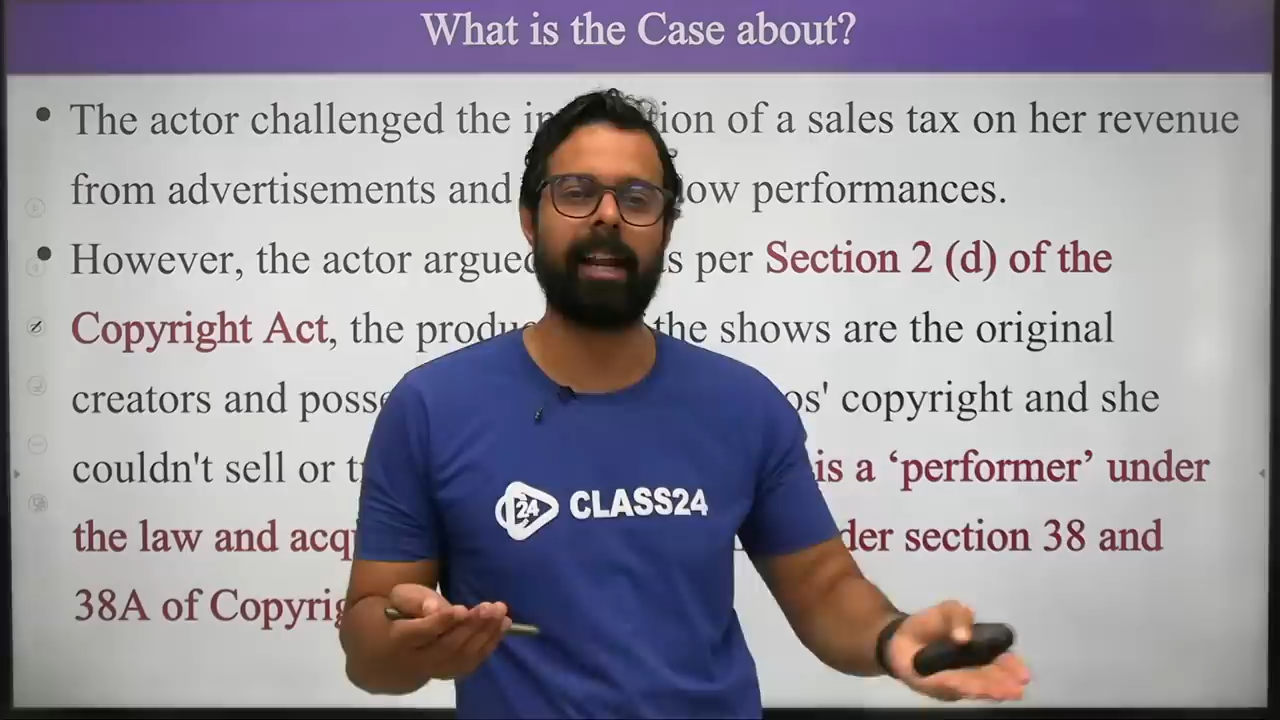 What is the Case about?
• The actor challenged the tion of a sales tax on her revenue
from advertisements and ow performances.
• However, the actor argued s per Section 2 (d) of the
Copyright Act, the produ the shows are the original
creators and posse os' copyright and she
couldn't sell or t is a ‘performer’ under
the law and acq der section 38 and
38A of Copyrig
24 CLASS24